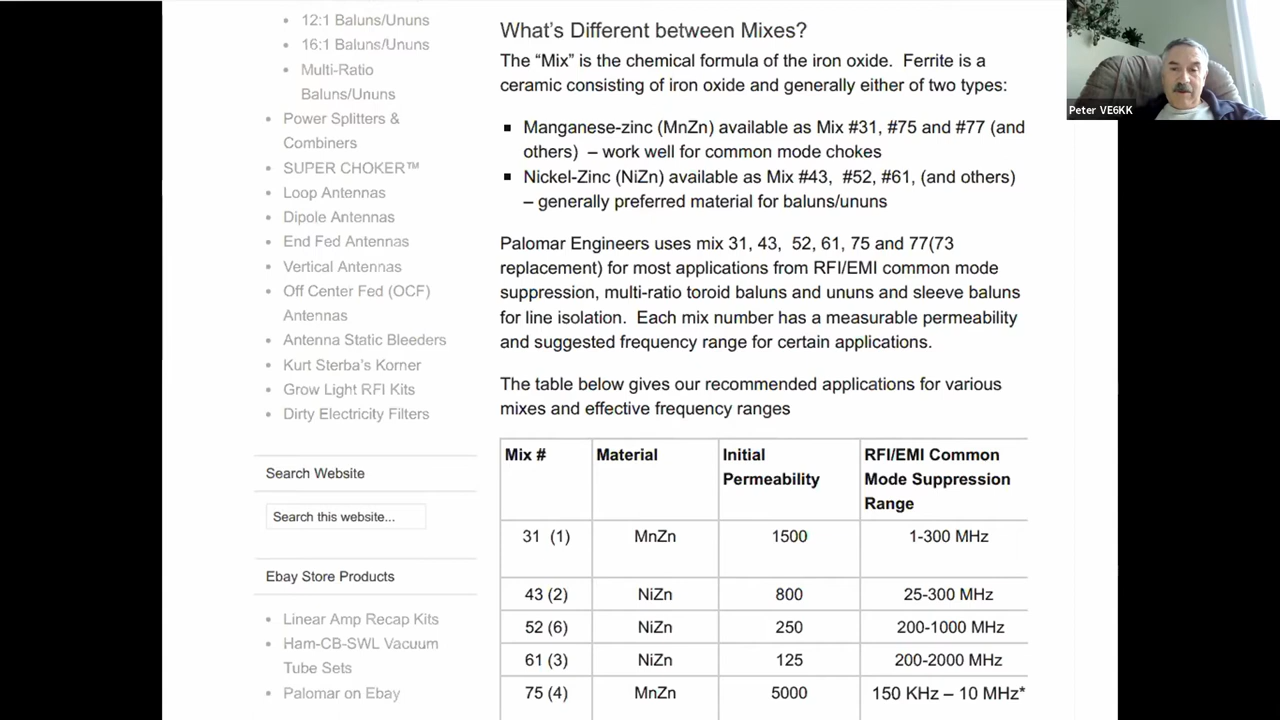 12:1 Baluns/Ununs
16:1 Baluns/Ununs
Multi-Ratio
Baluns/Ununs
Power Splitters &
Combiners
SUPER CHOKER™
Loop Antennas
Dipole Antennas
End Fed Antennas
Vertical Antennas
Off Center Fed (OCF)
Antennas
Antenna Static Bleeders
Kurt Sterba's Korner
Grow Light RFI Kits
Dirty Electricity Filters
Search Website
Search this website...
Ebay Store Products
Linear Amp Recap Kits
Ham-CB-SWL Vacuum
Tube Sets
Palomar on Ebay
What's Different between Mixes?
The “Mix” is the chemical formula of the iron oxide. Ferrite is a
ceramic consisting of iron oxide and generally either of two types:
Manganese-zinc (MnZn) available as Mix #31, #75 and #77 (and
others) – work well for common mode chokes
Nickel-Zinc (NiZn) available as Mix #43, #52, #61, (and others)
– generally preferred material for baluns/ununs
Palomar Engineers uses mix 31, 43, 52, 61, 75 and 77(73
replacement) for most applications from RFI/EMI common mode
suppression, multi-ratio toroid baluns and ununs and sleeve baluns
for line isolation. Each mix number has a measurable permeability
and suggested frequency range for certain applications.
The table below gives our recommended applications for various
mixes and effective frequency ranges
Mix # Material Initial Permeability RFI/EMI Common Mode Suppression Range
31 (1) MnZn 1500 1-300 MHz
43 (2) NiZn 800 25-300 MHz
52 (6) NiZn 250 200-1000 MHz
61 (3) NiZn 125 200-2000 MHz
75 (4) MnZn 5000 150 KHz – 10 MHz*
Peter VE6KK